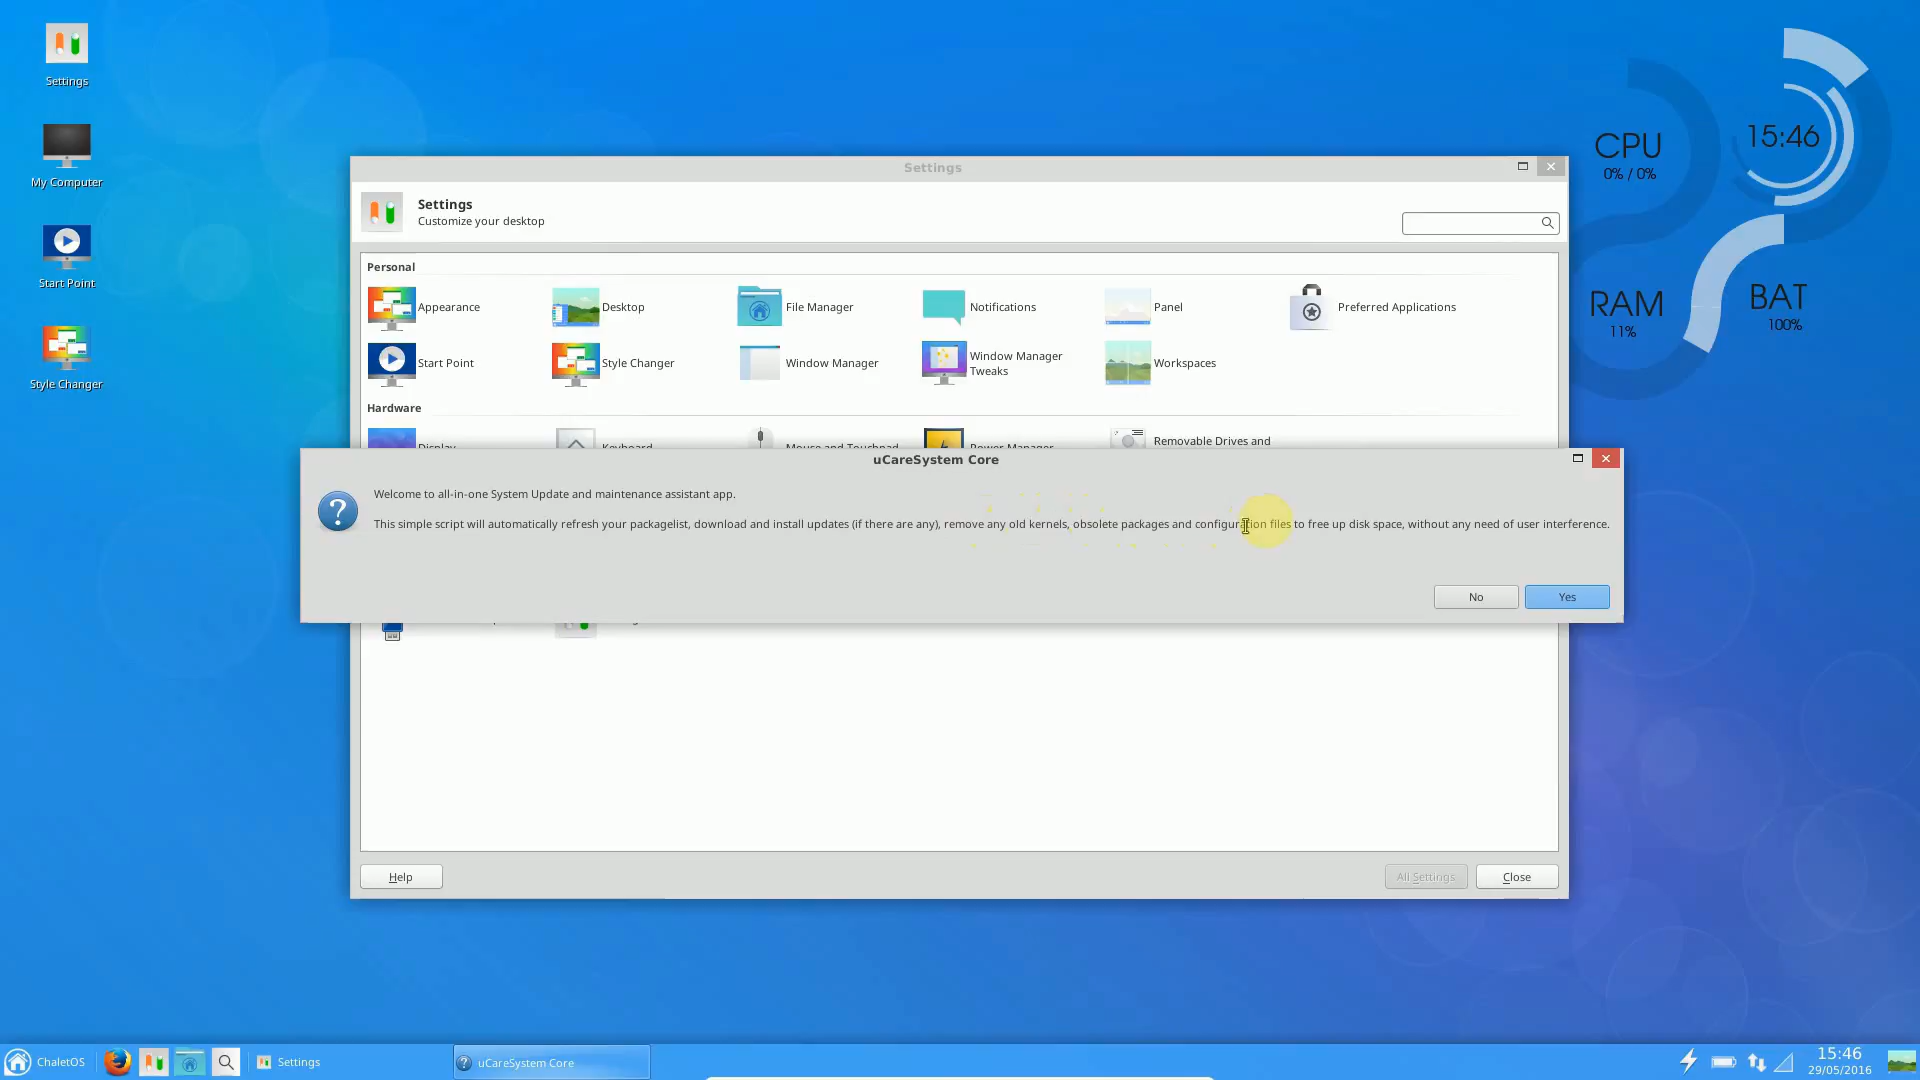 Settings
My Computer
Start Point
Style Changer
CPU
0% / 0%
15:46
RAM
11%
BAT
100%
Settings
Settings
Customize your desktop
Personal
Appearance
Desktop
File Manager
Notifications
Panel
Preferred Applications
Start Point
Style Changer
Window Manager
Window Manager
Tweaks
Workspaces
Hardware
Display
Keyboard
Mouse and Touchpad
Power Manager
Removable Drives and
uCareSystem Core
Welcome to all-in-one System Update and maintenance assistant app.
This simple script will automatically refresh your packagelist, download and install updates (if there are any), remove any old kernels, obsolete packages and configuration files to free up disk space, without any need of user interference.
No
Yes
Help
All Settings
Close
ChaletOS
Settings
uCareSystem Core
15:46
29/05/2016